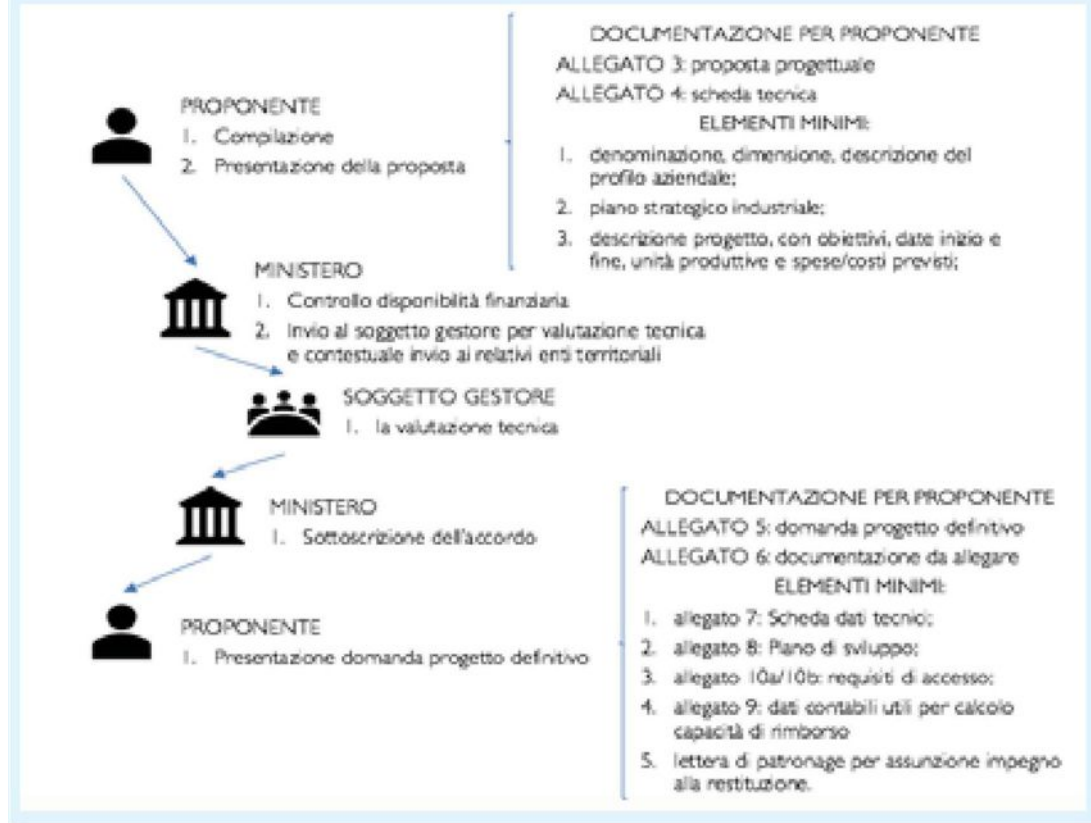 PROPONENTE
1. Compilazione
2. Presentazione della proposta
DOCUMENTAZIONE PER PROPONENTE
ALLEGATO 3: proposta progettuale
ALLEGATO 4: scheda tecnica
ELEMENTI MINIMI:
1. denominazione, dimensione, descrizione del
profilo aziendale;
2. piano strategico industriale;
3. descrizione progetto, con obiettivi, date inizio e
fine, unità produttive e spese/costi previsti;
MINISTERO
1. Controllo disponibilità finanziaria
2. Invio al soggetto gestore per valutazione tecnica
e contestuale invio ai relativi enti territoriali
SOGGETTO GESTORE
1. la valutazione tecnica
MINISTERO
1. Sottoscrizione dell'accordo
PROPONENTE
1. Presentazione domanda progetto definitivo
DOCUMENTAZIONE PER PROPONENTE
ALLEGATO 5: domanda progetto definitivo
ALLEGATO 6: documentazione da allegare
ELEMENTI MINIMI:
1. allegato 7: Scheda dati tecnici;
2. allegato 8: Piano di sviluppo;
3. allegato 10a/10b: requisiti di accesso;
4. allegato 9: dati contabili utili per calcolo
capacità di rimborso
5. lettera di patronage per assunzione impegno
alla restituzione.